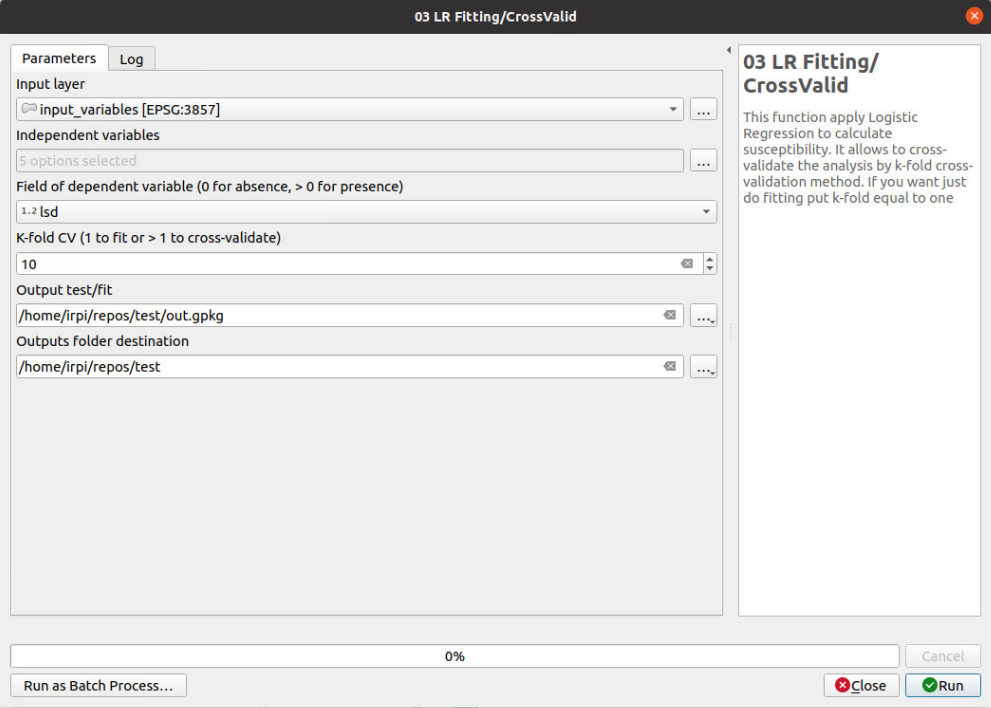 03 LR Fitting/CrossValid
Parameters
Log
Input layer
input_variables [EPSG:3857]
...
Independent variables
5 options selected
...
Field of dependent variable (0 for absence, > 0 for presence)
1.2 lsd
K-fold CV (1 to fit or > 1 to cross-validate)
10
Output test/fit
/home/irpi/repos/test/out.gpkg
...
Outputs folder destination
/home/irpi/repos/test
...
03 LR Fitting/
CrossValid
This function apply Logistic
Regression to calculate
susceptibility. It allows to cross-
validate the analysis by k-fold cross-
validation method. If you want just
do fitting put k-fold equal to one
0%
Cancel
Run as Batch Process...
Close
Run